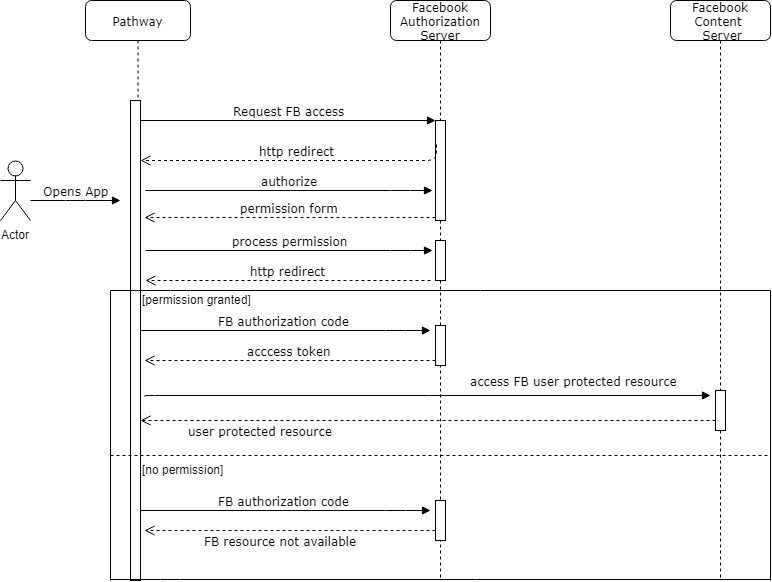 Pathway
Facebook
Authorization
Server
Facebook
Content
Server
Request FB access
http redirect
authorize
Opens App
permission form
Actor
process permission
http redirect
[permission granted]
FB authorization code
acccess token
access FB user protected resource
user protected resource
[no permission]
FB authorization code
FB resource not available